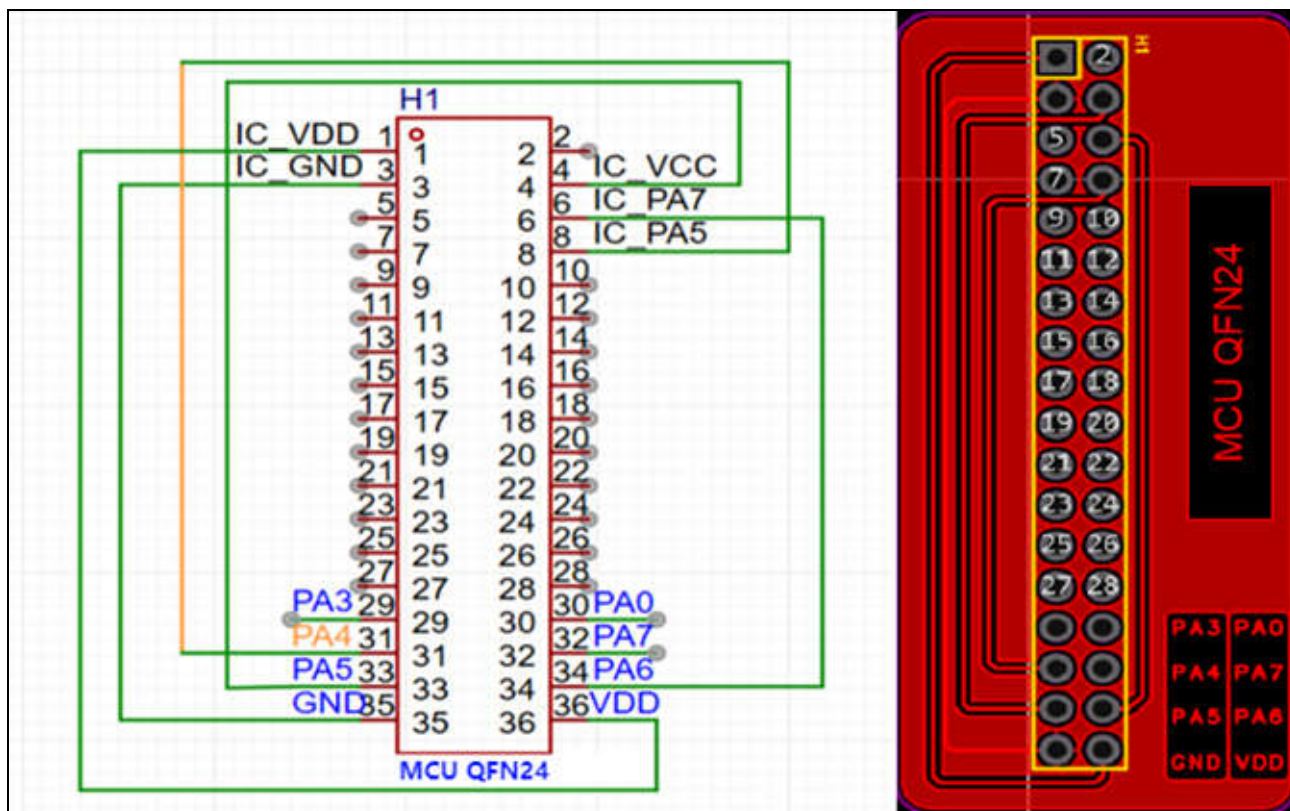 H1
IC_VDD 1 1 2 2
IC_GND 3 3 4 4 IC_VCC
5 5 6 6 IC_PA7
7 7 8 8 IC_PA5
9 9 10 10
11 11 12 12
13 13 14 14
15 15 16 16
17 17 18 18
19 19 20 20
21 21 22 22
23 23 24 24
25 25 26 26
27 27 28 28
PA3 29 29 30 30 PA0
PA4 31 31 32 32 PA7
PA5 33 33 34 34 PA6
GND 35 35 36 36 VDD
MCU QFN24
H1
2
5
7
9 10
11 12
13 14
15 16
17 18
19 20
21 22
23 24
25 26
27 28
MCU QFN24
PA3 PA0
PA4 PA7
PA5 PA6
GND VDD